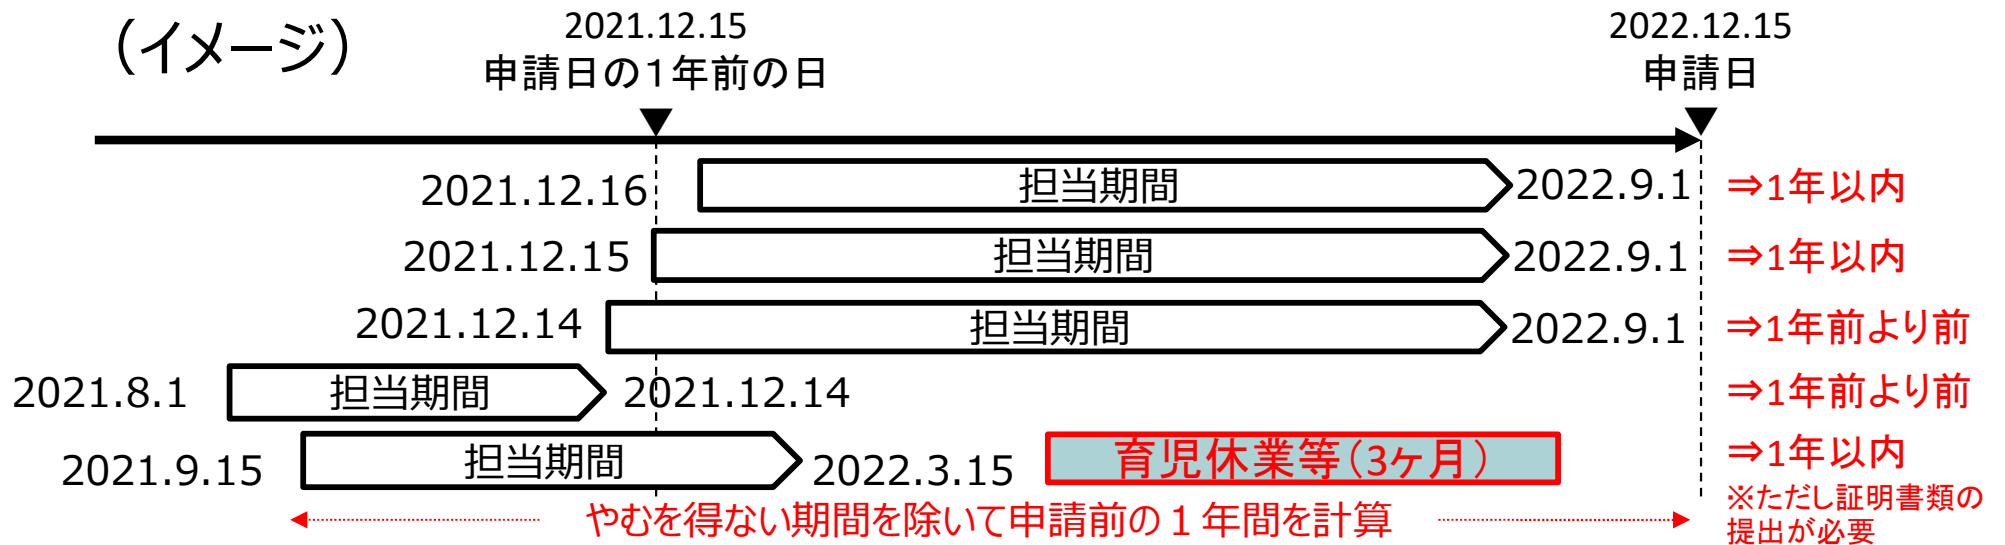 （イメージ）
2021.12.15
申請日の１年前の日
2022.12.15
申請日
2021.12.16 担当期間 2022.9.1 ⇒1年以内
2021.12.15 担当期間 2022.9.1 ⇒1年以内
2021.12.14 担当期間 2022.9.1 ⇒1年前より前
2021.8.1 担当期間 2021.12.14 ⇒1年前より前
2021.9.15 担当期間 2022.3.15 育児休業等（3ヶ月） ⇒1年以内
やむを得ない期間を除いて申請前の１年間を計算
※ただし証明書類の
提出が必要